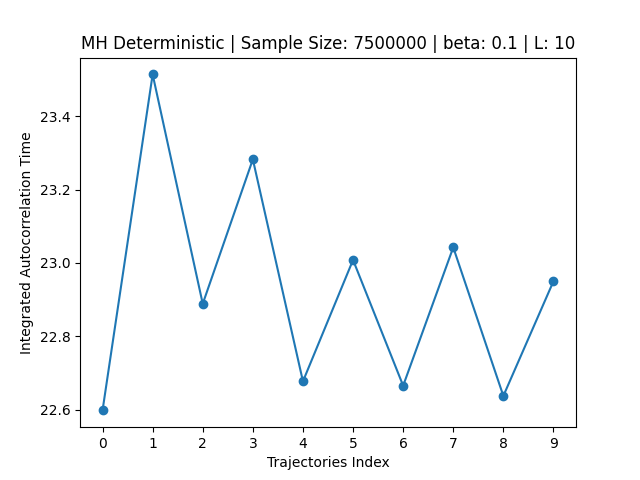 MH Deterministic | Sample Size: 7500000 | beta: 0.1 | L: 10
Integrated Autocorrelation Time
23.4
23.2
23.0
22.8
22.6
0 1 2 3 4 5 6 7 8 9
Trajectories Index